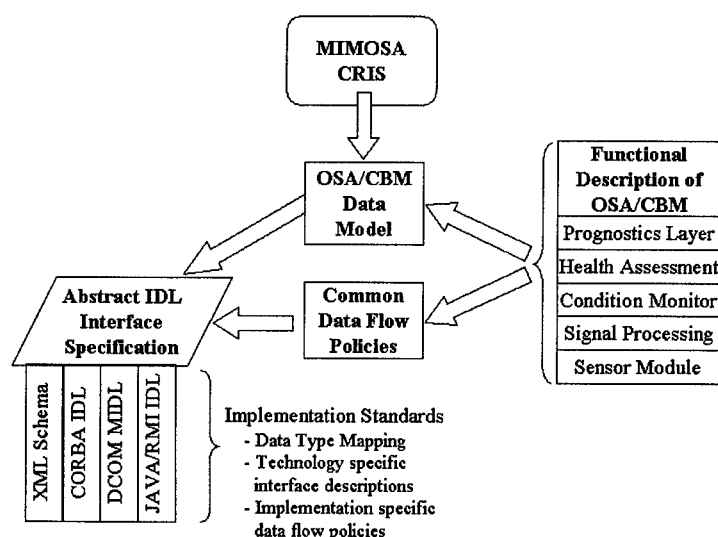 MIMOSA
CRIS
OSA/CBM
Data
Model
Functional
Description of
OSA/CBM
Prognostics Layer
Health Assessment
Condition Monitor
Signal Processing
Sensor Module
Abstract IDL
Interface
Specification
Common
Data Flow
Policies
XML Schema
CORBA IDL
DCOM MIDL
JAVA/RMI IDL
Implementation Standards
- Data Type Mapping
- Technology specific
interface descriptions
- Implementation specific
data flow policies